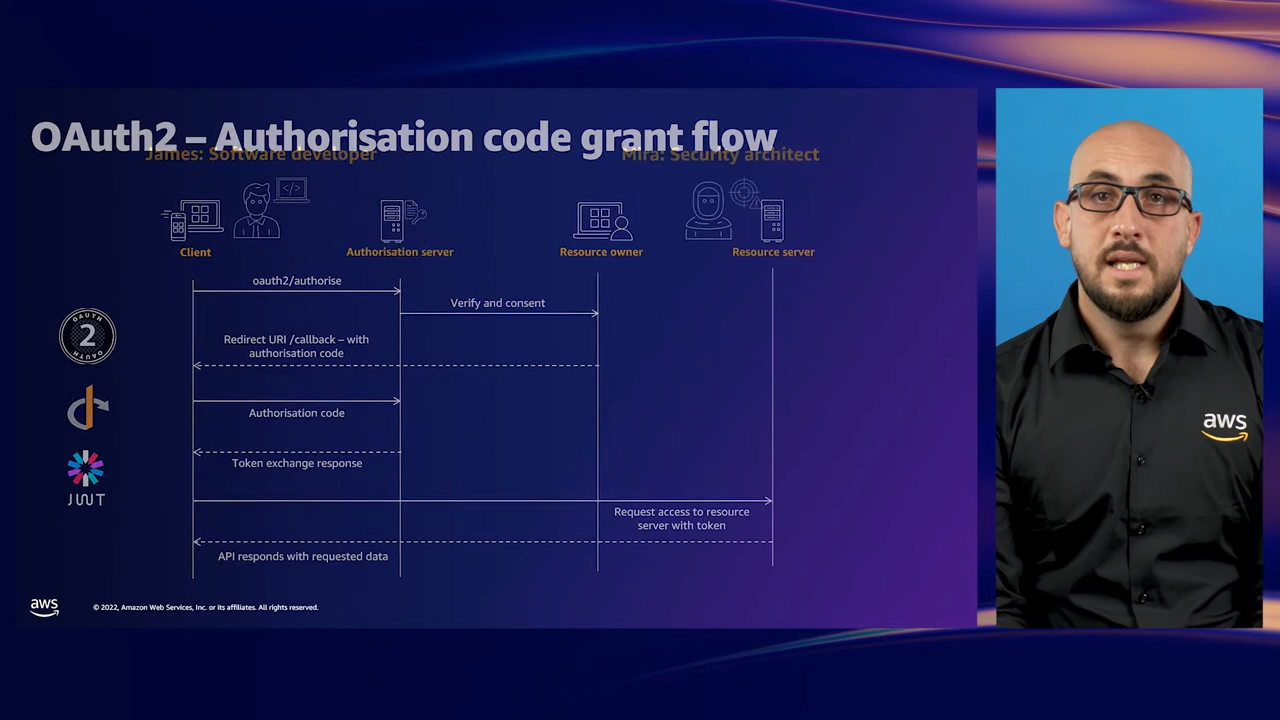 OAuth2 – Authorisation code grant flow
James: Software developer
Mira: Security architect
</>
Client
Authorisation server
Resource owner
Resource server
oauth2/authorise
Verify and consent
Redirect URI /callback – with
authorisation code
Authorisation code
Token exchange response
Request access to resource
server with token
API responds with requested data
OAUTH
2
OAUTH
JWT
aws
© 2022, Amazon Web Services, Inc. or its affiliates. All rights reserved.
aws